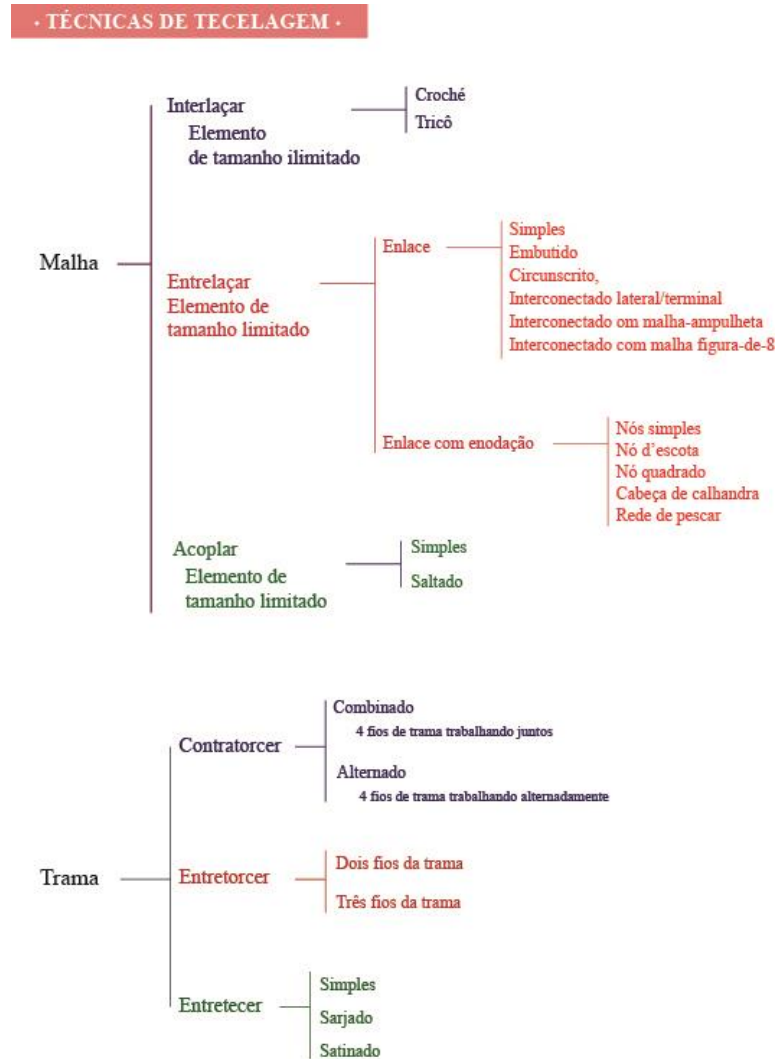 · TÉCNICAS DE TECELAGEM ·
Malha
Interlaçar
Elemento
de tamanho ilimitado
Croché
Tricô
Entrelaçar
Elemento de
tamanho limitado
Enlace
Simples
Embutido
Circunscrito,
Interconectado lateral/terminal
Interconectado om malha-ampulheta
Interconectado com malha figura-de-8
Enlace com enodação
Nós simples
Nó d'escota
Nó quadrado
Cabeça de calhandra
Rede de pescar
Acoplar
Elemento de
tamanho limitado
Simples
Saltado
Trama
Contratorcer
Combinado
4 fios de trama trabalhando juntos
Alternado
4 fios de trama trabalhando alternadamente
Entretorcer
Dois fios da trama
Três fios da trama
Entretecer
Simples
Sarjado
Satinado